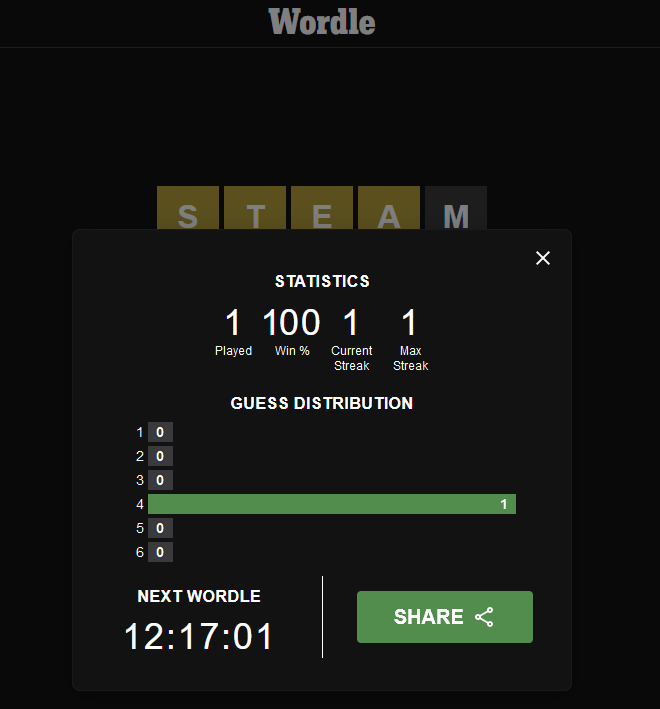 Wordle
S T E A M
STATISTICS
1 100 1 1
Played Win % Current Streak Max Streak
GUESS DISTRIBUTION
1 0
2 0
3 0
4 1
5 0
6 0
NEXT WORDLE
12:17:01
SHARE